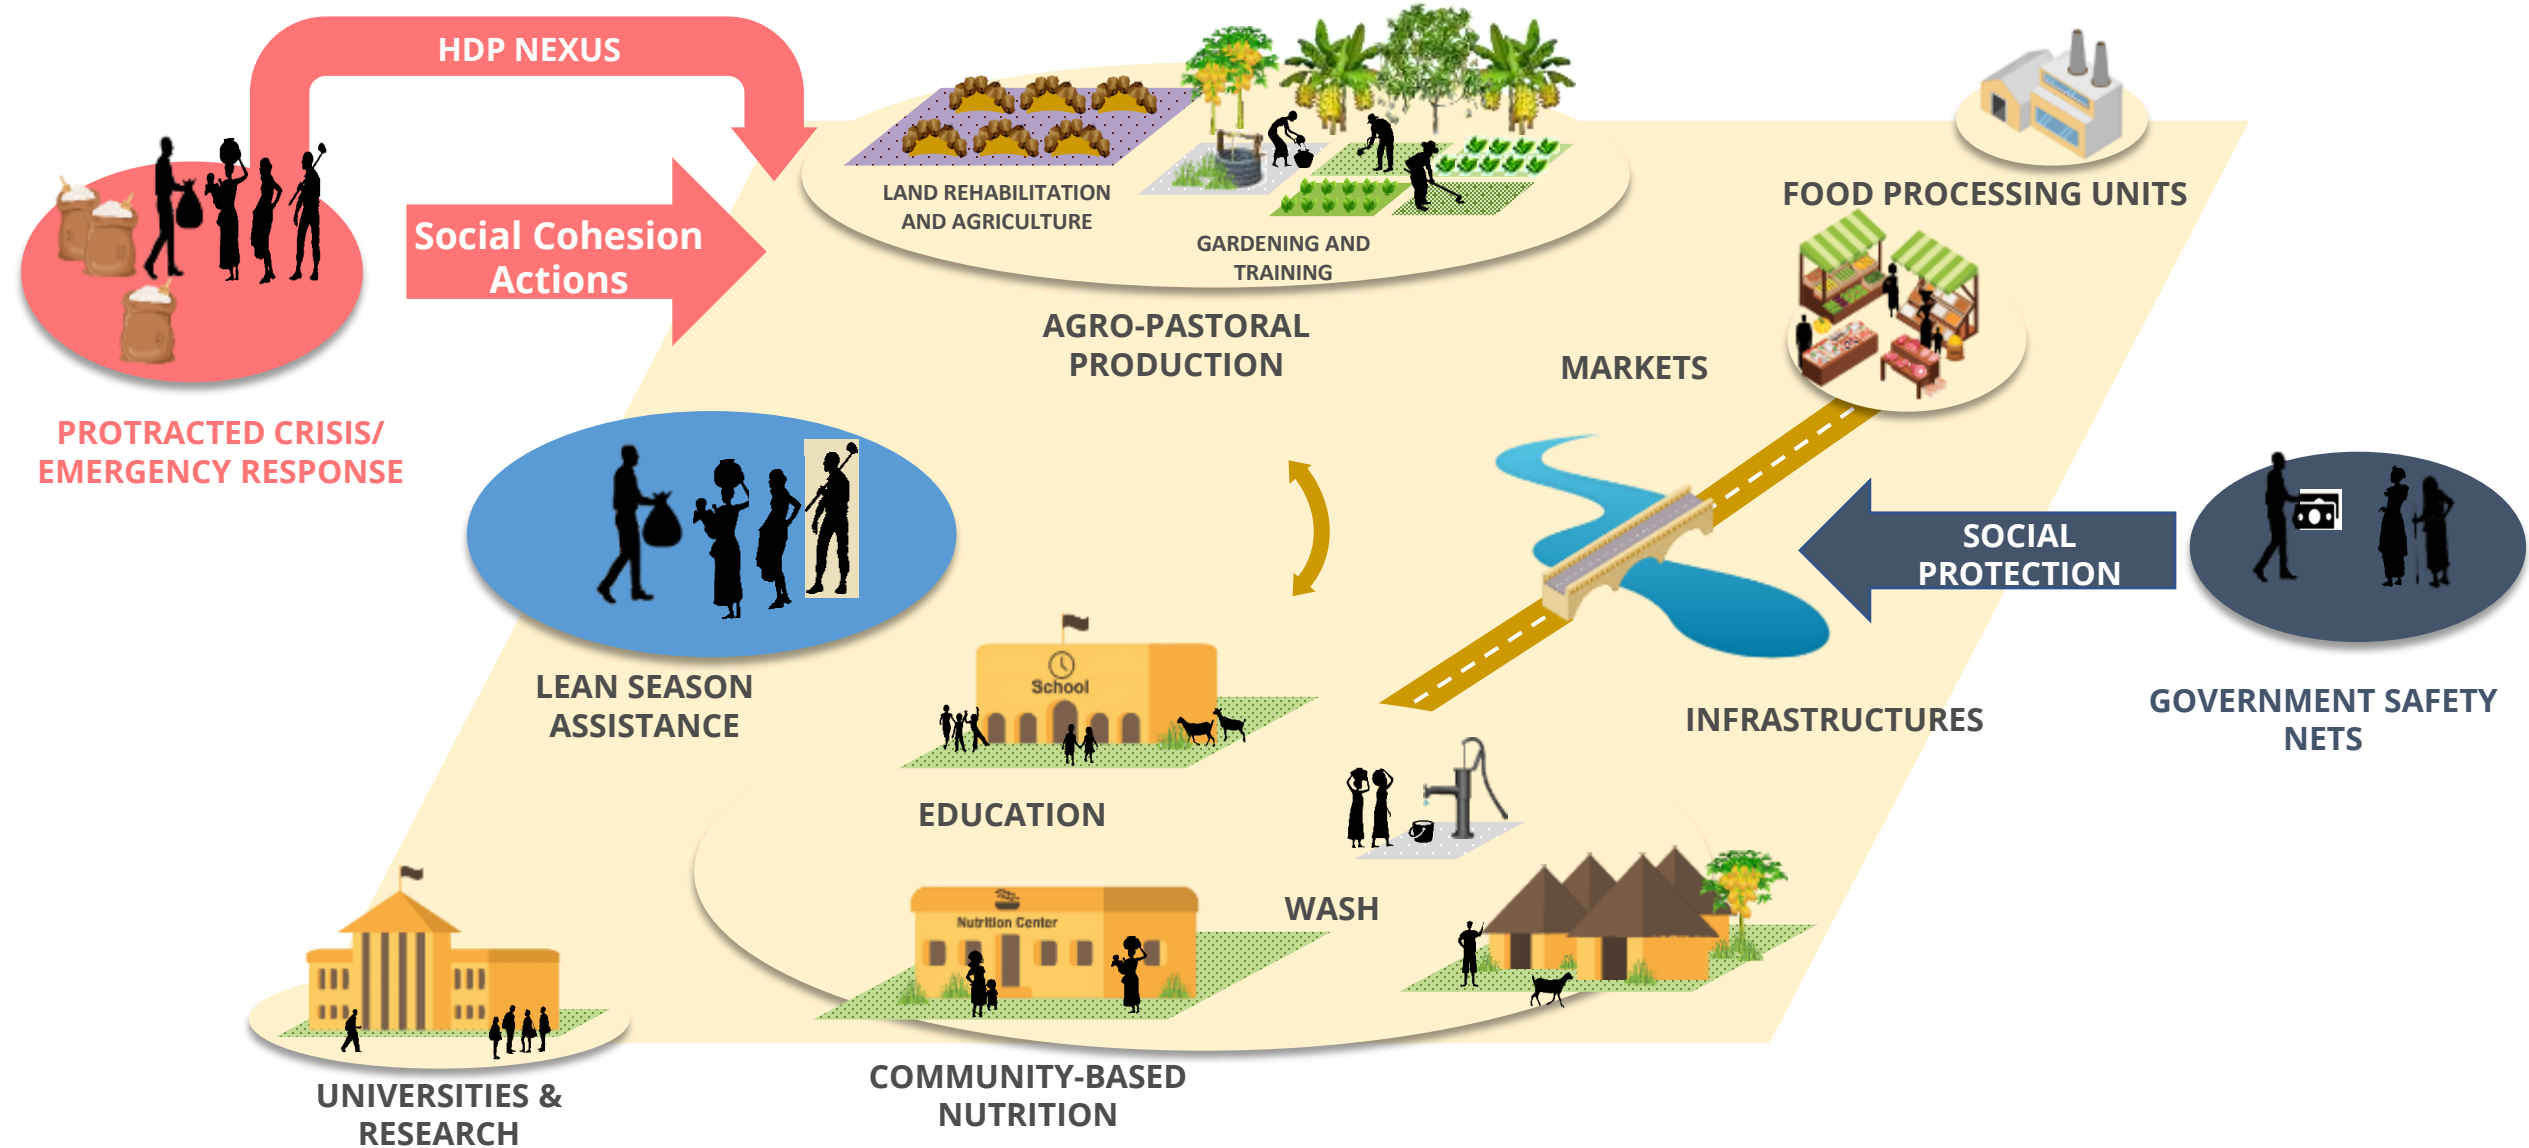 HDP NEXUS
Social Cohesion
Actions
PROTRACTED CRISIS/
EMERGENCY RESPONSE
LAND REHABILITATION
AND AGRICULTURE
GARDENING AND
TRAINING
AGRO-PASTORAL
PRODUCTION
FOOD PROCESSING UNITS
MARKETS
SOCIAL
PROTECTION
GOVERNMENT SAFETY
NETS
INFRASTRUCTURES
LEAN SEASON
ASSISTANCE
School
EDUCATION
WASH
Nutrition Center
COMMUNITY-BASED
NUTRITION
UNIVERSITIES &
RESEARCH